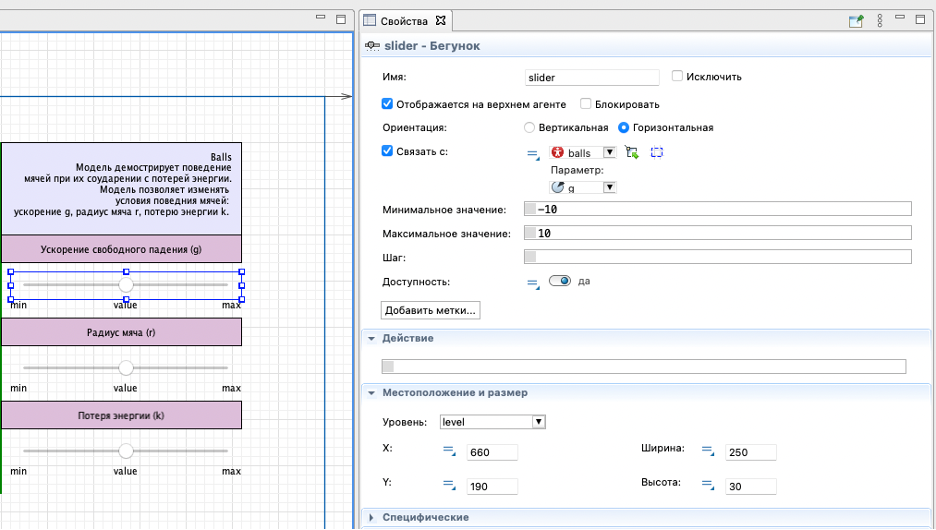 Свойства
slider - Бегунок
Имя:
slider
Исключить
Отображается на верхнем агенте
Блокировать
Ориентация:
Вертикальная
Горизонтальная
Связать с:
balls
Параметр:
g
Минимальное значение:
-10
Максимальное значение:
10
Шаг:
Доступность:
да
Добавить метки...
Действие
Местоположение и размер
Уровень:
level
X:
660
Ширина:
250
Y:
190
Высота:
30
Специфические
Balls
Модель демострирует поведение
мячей при их соударении с потерей энергии.
Модель позволяет изменять
условия поведния мячей:
ускорение g, радиус мяча r, потерю энергии k.
Ускорение свободного падения (g)
min
value
max
Радиус мяча (r)
min
value
max
Потеря энергии (k)
min
value
max